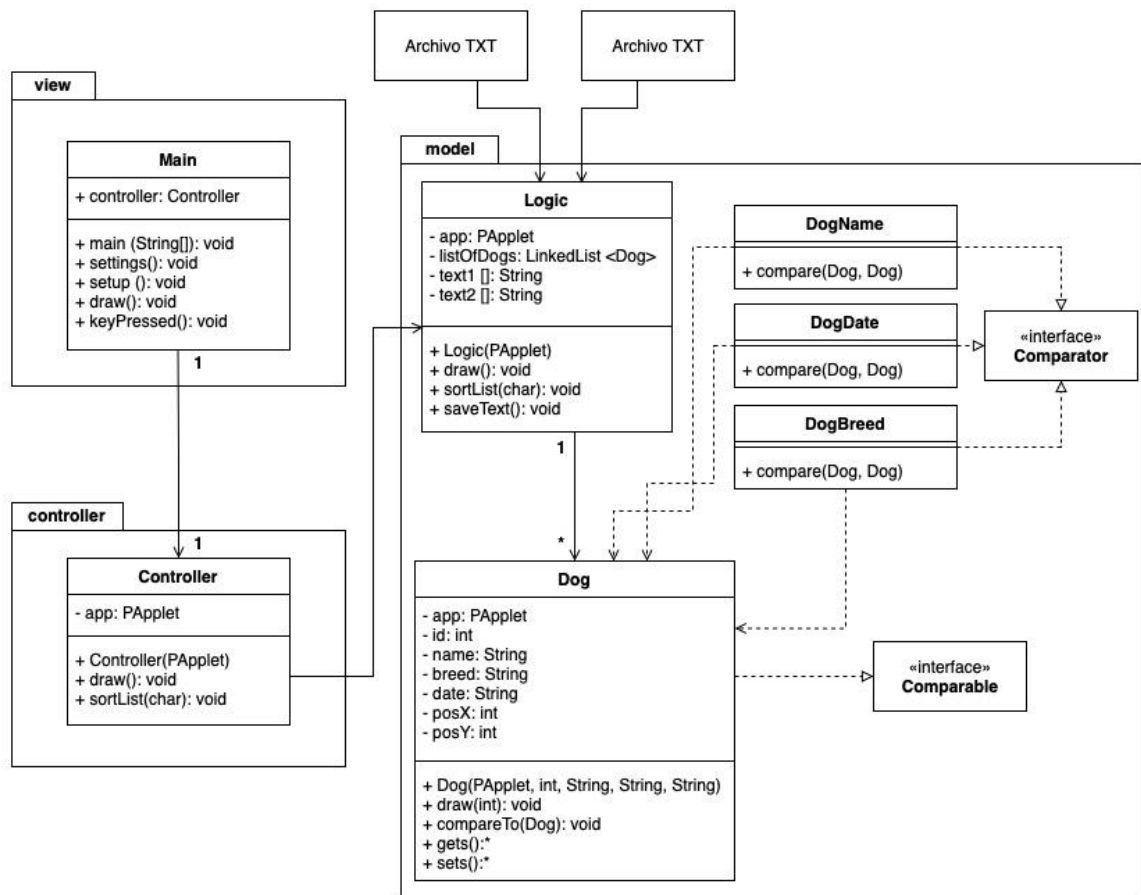 Archivo TXT
Archivo TXT
view
Main
+ controller: Controller
+ main (String[]): void
+ settings(): void
+ setup (): void
+ draw(): void
+ keyPressed(): void
1
1
controller
Controller
- app: PApplet
+ Controller(PApplet)
+ draw(): void
+ sortList(char): void
model
Logic
- app: PApplet
- listOfDogs: LinkedList <Dog>
- text1 []: String
- text2 []: String
+ Logic(PApplet)
+ draw(): void
+ sortList(char): void
+ saveText(): void
1
*
DogName
+ compare(Dog, Dog)
DogDate
+ compare(Dog, Dog)
DogBreed
+ compare(Dog, Dog)
«interface»
Comparator
Dog
- app: PApplet
- id: int
- name: String
- breed: String
- date: String
- posX: int
- posY: int
+ Dog(PApplet, int, String, String, String)
+ draw(int): void
+ compareTo(Dog): void
+ gets():*
+ sets():*
«interface»
Comparable